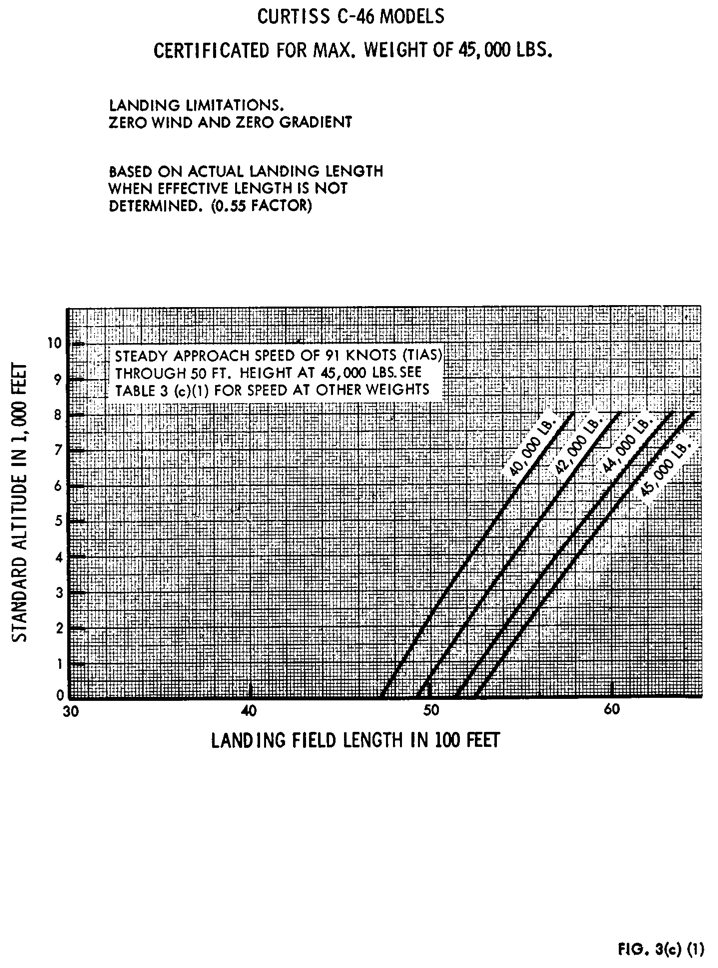 CURTISS C-46 MODELS
CERTIFICATED FOR MAX. WEIGHT OF 45,000 LBS.
LANDING LIMITATIONS.
ZERO WIND AND ZERO GRADIENT
BASED ON ACTUAL LANDING LENGTH
WHEN EFFECTIVE LENGTH IS NOT
DETERMINED. (0.55 FACTOR)
STEADY APPROACH SPEED OF 91 KNOTS (TIAS)
THROUGH 50 FT. HEIGHT AT 45,000 LBS. SEE
TABLE 3 (c)(1) FOR SPEED AT OTHER WEIGHTS
STANDARD ALTITUDE IN 1,000 FEET
10
9
8
7
6
5
4
3
2
1
0
40,000 LB.
42,000 LB.
44,000 LB.
45,000 LB.
30
40
50
60
LANDING FIELD LENGTH IN 100 FEET
FIG. 3(c) (1)